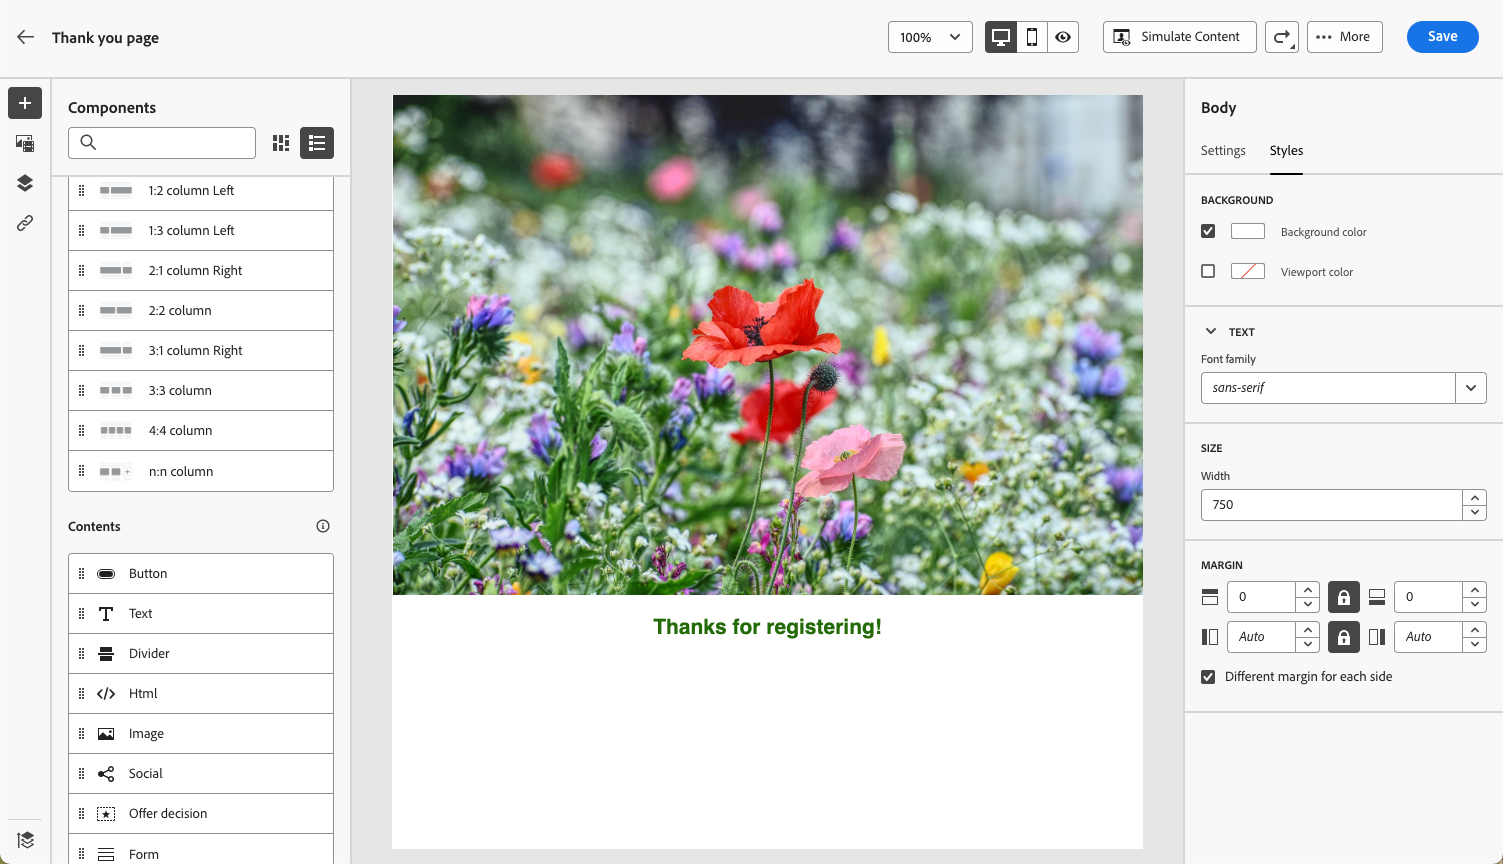 Thank you page
100%
Simulate Content
More
Save
Components
1:2 column Left
1:3 column Left
2:1 column Right
2:2 column
3:1 column Right
3:3 column
4:4 column
n:n column
Contents
Button
Text
Divider
Html
Image
Social
Offer decision
Form
Thanks for registering!
Body
Settings Styles
BACKGROUND
Background color
Viewport color
TEXT
Font family
sans-serif
SIZE
Width
750
MARGIN
0 0
Auto Auto
Different margin for each side